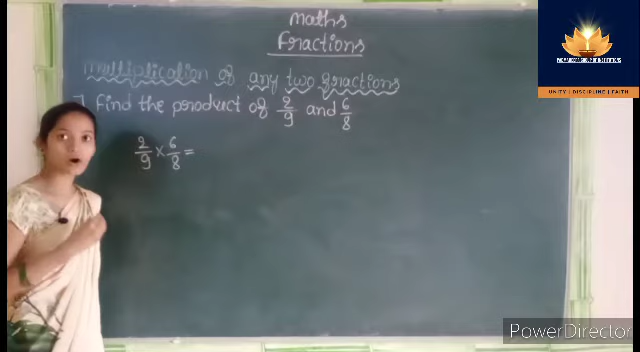 Maths
Fractions
Multiplication of any two fractions
7. Find the product of 2/9 and 6/8
2/9 × 6/8 =
UNITY | DISCIPLINE | FAITH
PowerDirector